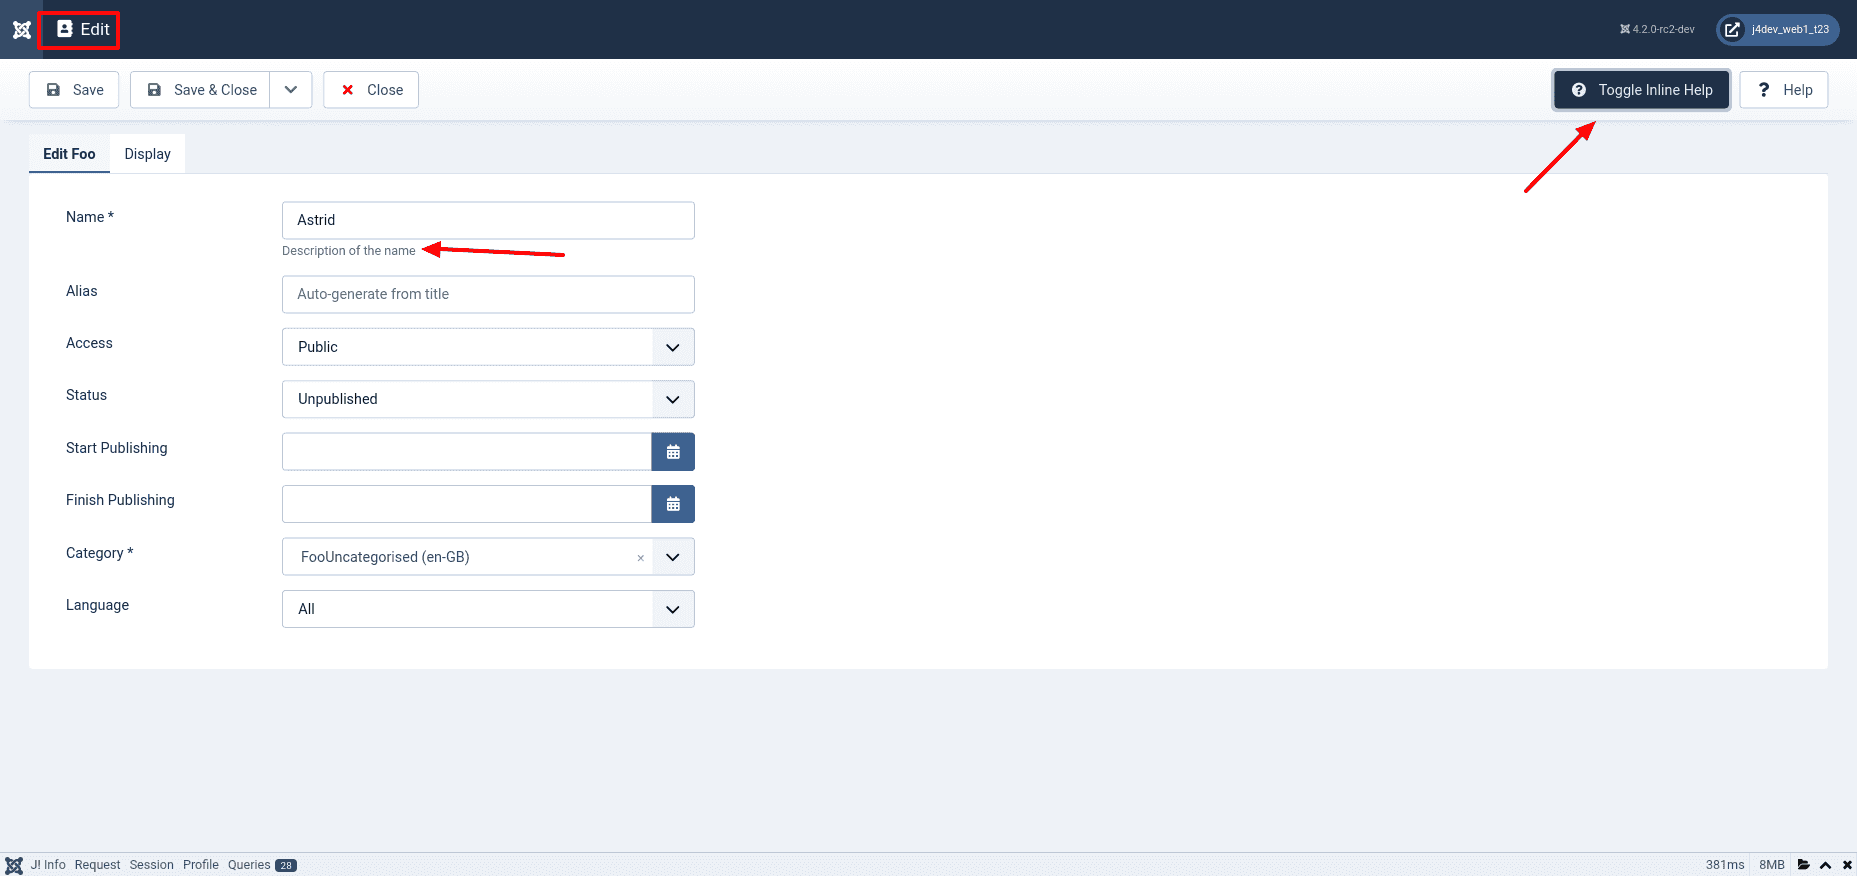 Edit
4.2.0-rc2-dev
j4dev_web1_t23
Save
Save & Close
Close
Toggle Inline Help
Help
Edit Foo
Display
Name *
Astrid
Description of the name
Alias
Auto-generate from title
Access
Public
Status
Unpublished
Start Publishing
Finish Publishing
Category *
FooUncategorised (en-GB)
Language
All
J! Info Request Session Profile Queries 28
381ms 8MB